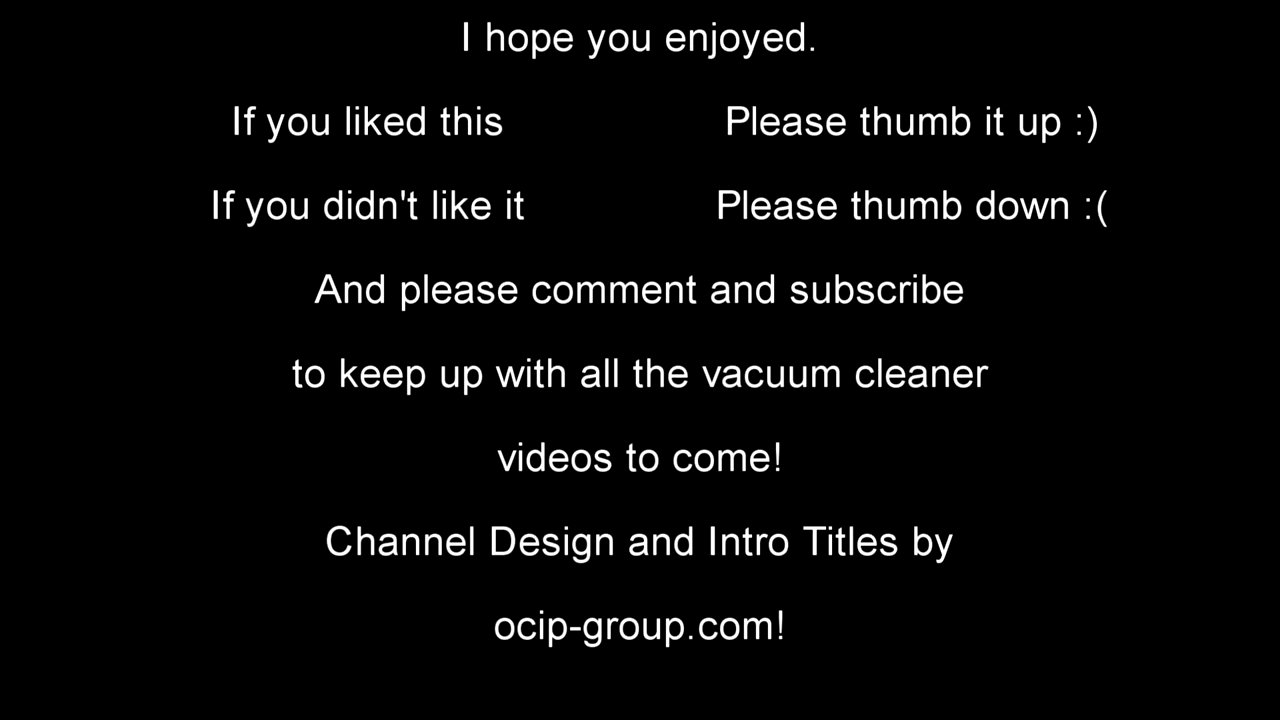 I hope you enjoyed.
If you liked this Please thumb it up :)
If you didn't like it Please thumb down :(
And please comment and subscribe
to keep up with all the vacuum cleaner
videos to come!
Channel Design and Intro Titles by
ocip-group.com!